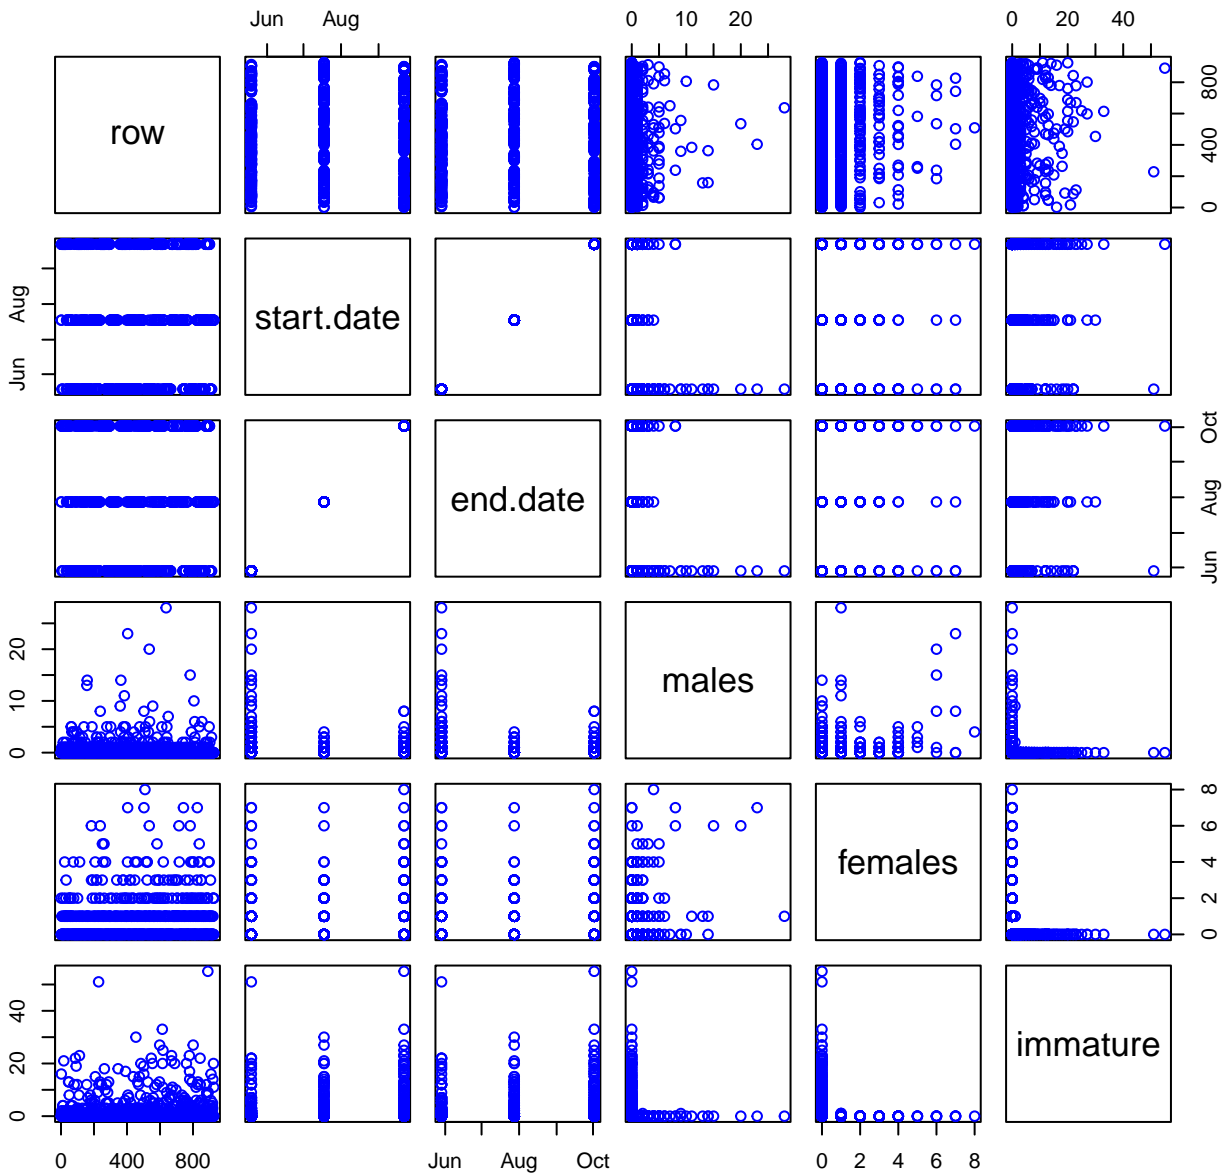 Jun Aug 0 10 20 0 20 40
row 0 400 800
Jun Aug start.date
end.date Jun Aug Oct
0 10 20 males
females 0 2 4 6 8
0 20 40 immature
0 400 800 Jun Aug Oct 0 2 4 6 8